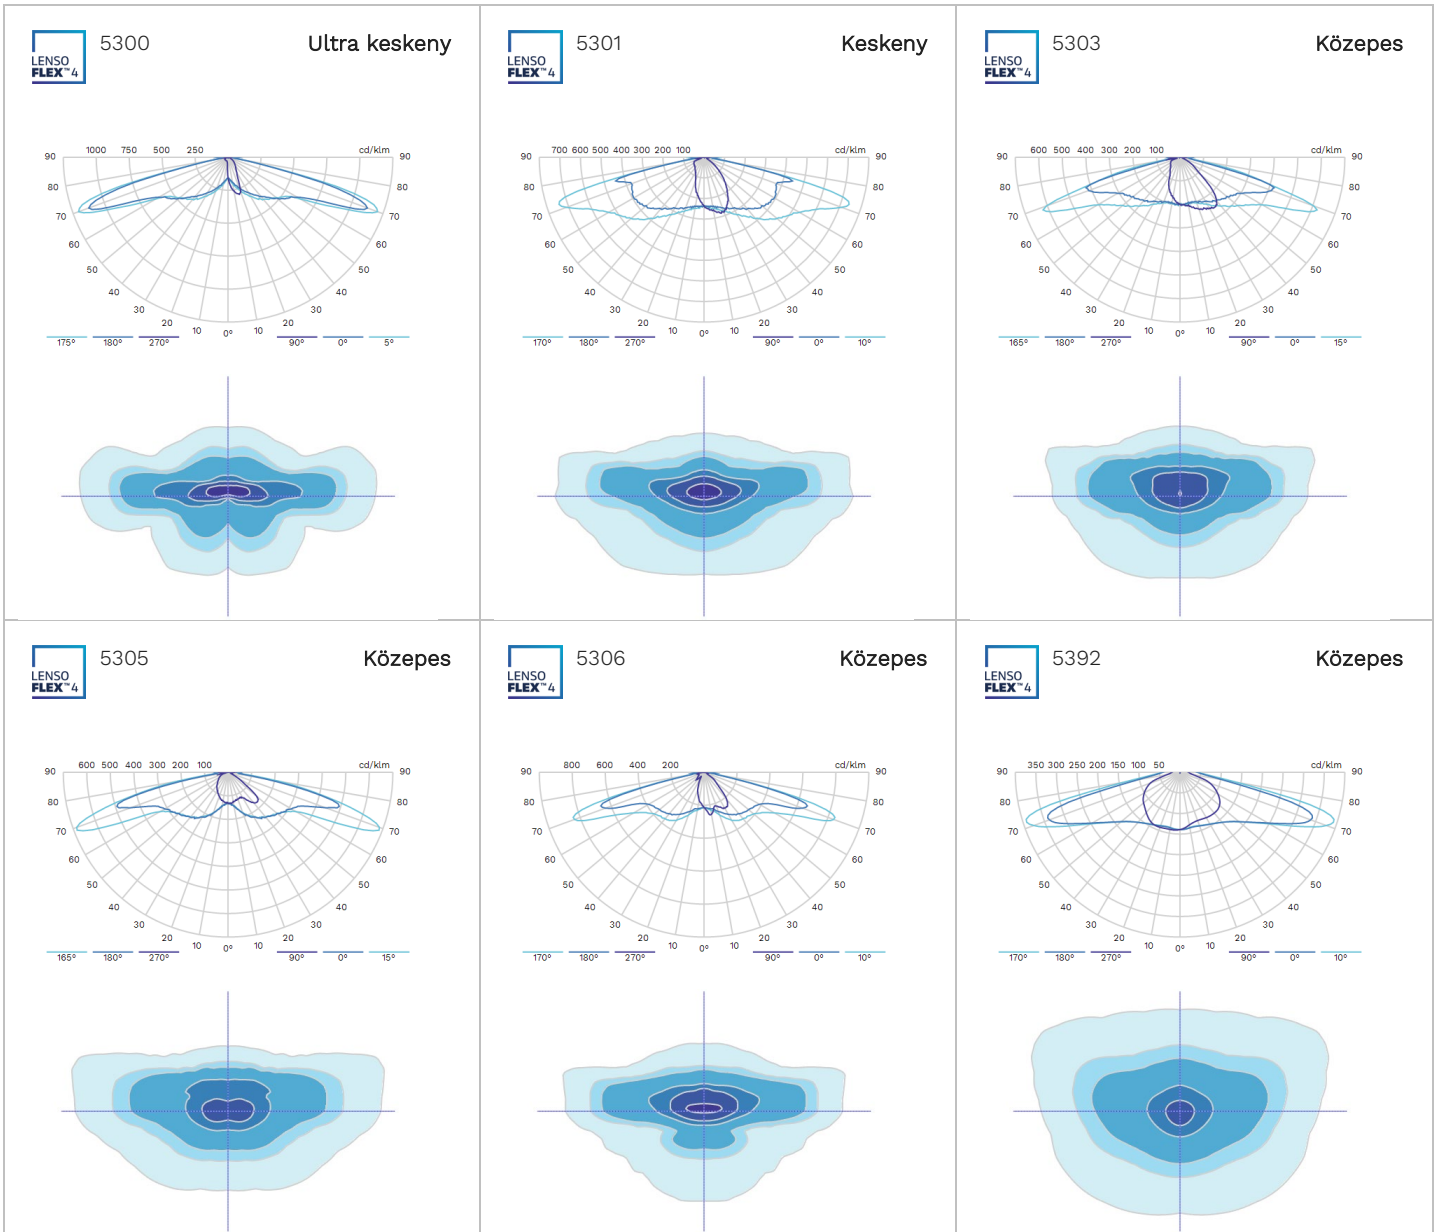 5300 Ultra keskeny
LENSO
FLEX™4
1000 750 500 250 cd/klm
90 90
80 80
70 70
60 60
50 50
40 40
30 30
20 10 0° 10 20
175° 180° 270° 90° 0° 5°
5301 Keskeny
LENSO
FLEX™4
700 600 500 400 300 200 100 cd/klm
90 90
80 80
70 70
60 60
50 50
40 40
30 30
20 10 0° 10 20
170° 180° 270° 90° 0° 10°
5303 Közepes
LENSO
FLEX™4
600 500 400 300 200 100 cd/klm
90 90
80 80
70 70
60 60
50 50
40 40
30 30
20 10 0° 10 20
165° 180° 270° 90° 0° 15°
5305 Közepes
LENSO
FLEX™4
600 500 400 300 200 100 cd/klm
90 90
80 80
70 70
60 60
50 50
40 40
30 30
20 10 0° 10 20
165° 180° 270° 90° 0° 15°
5306 Közepes
LENSO
FLEX™4
800 600 400 200 cd/klm
90 90
80 80
70 70
60 60
50 50
40 40
30 30
20 10 0° 10 20
170° 180° 270° 90° 0° 10°
5392 Közepes
LENSO
FLEX™4
350 300 250 200 150 100 50 cd/klm
90 90
80 80
70 70
60 60
50 50
40 40
30 30
20 10 0° 10 20
170° 180° 270° 90° 0° 10°